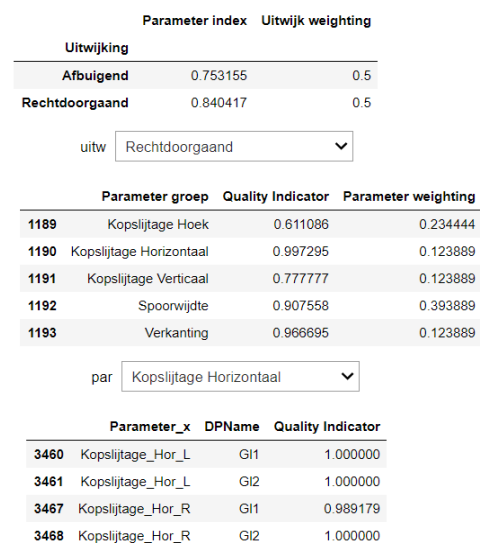 Parameter index Uitwijk weighting
Uitwijking
Afbuigend 0.753155 0.5
Rechtdoorgaand 0.840417 0.5
uitw Rechtdoorgaand
Parameter groep Quality Indicator Parameter weighting
1189 Kopslijtage Hoek 0.611086 0.234444
1190 Kopslijtage Horizontaal 0.997295 0.123889
1191 Kopslijtage Verticaal 0.777777 0.123889
1192 Spoorwijdte 0.907558 0.393889
1193 Verkanting 0.966695 0.123889
par Kopslijtage Horizontaal
Parameter_x DPName Quality Indicator
3460 Kopslijtage_Hor_L GI1 1.000000
3461 Kopslijtage_Hor_L GI2 1.000000
3467 Kopslijtage_Hor_R GI1 0.989179
3468 Kopslijtage_Hor_R GI2 1.000000